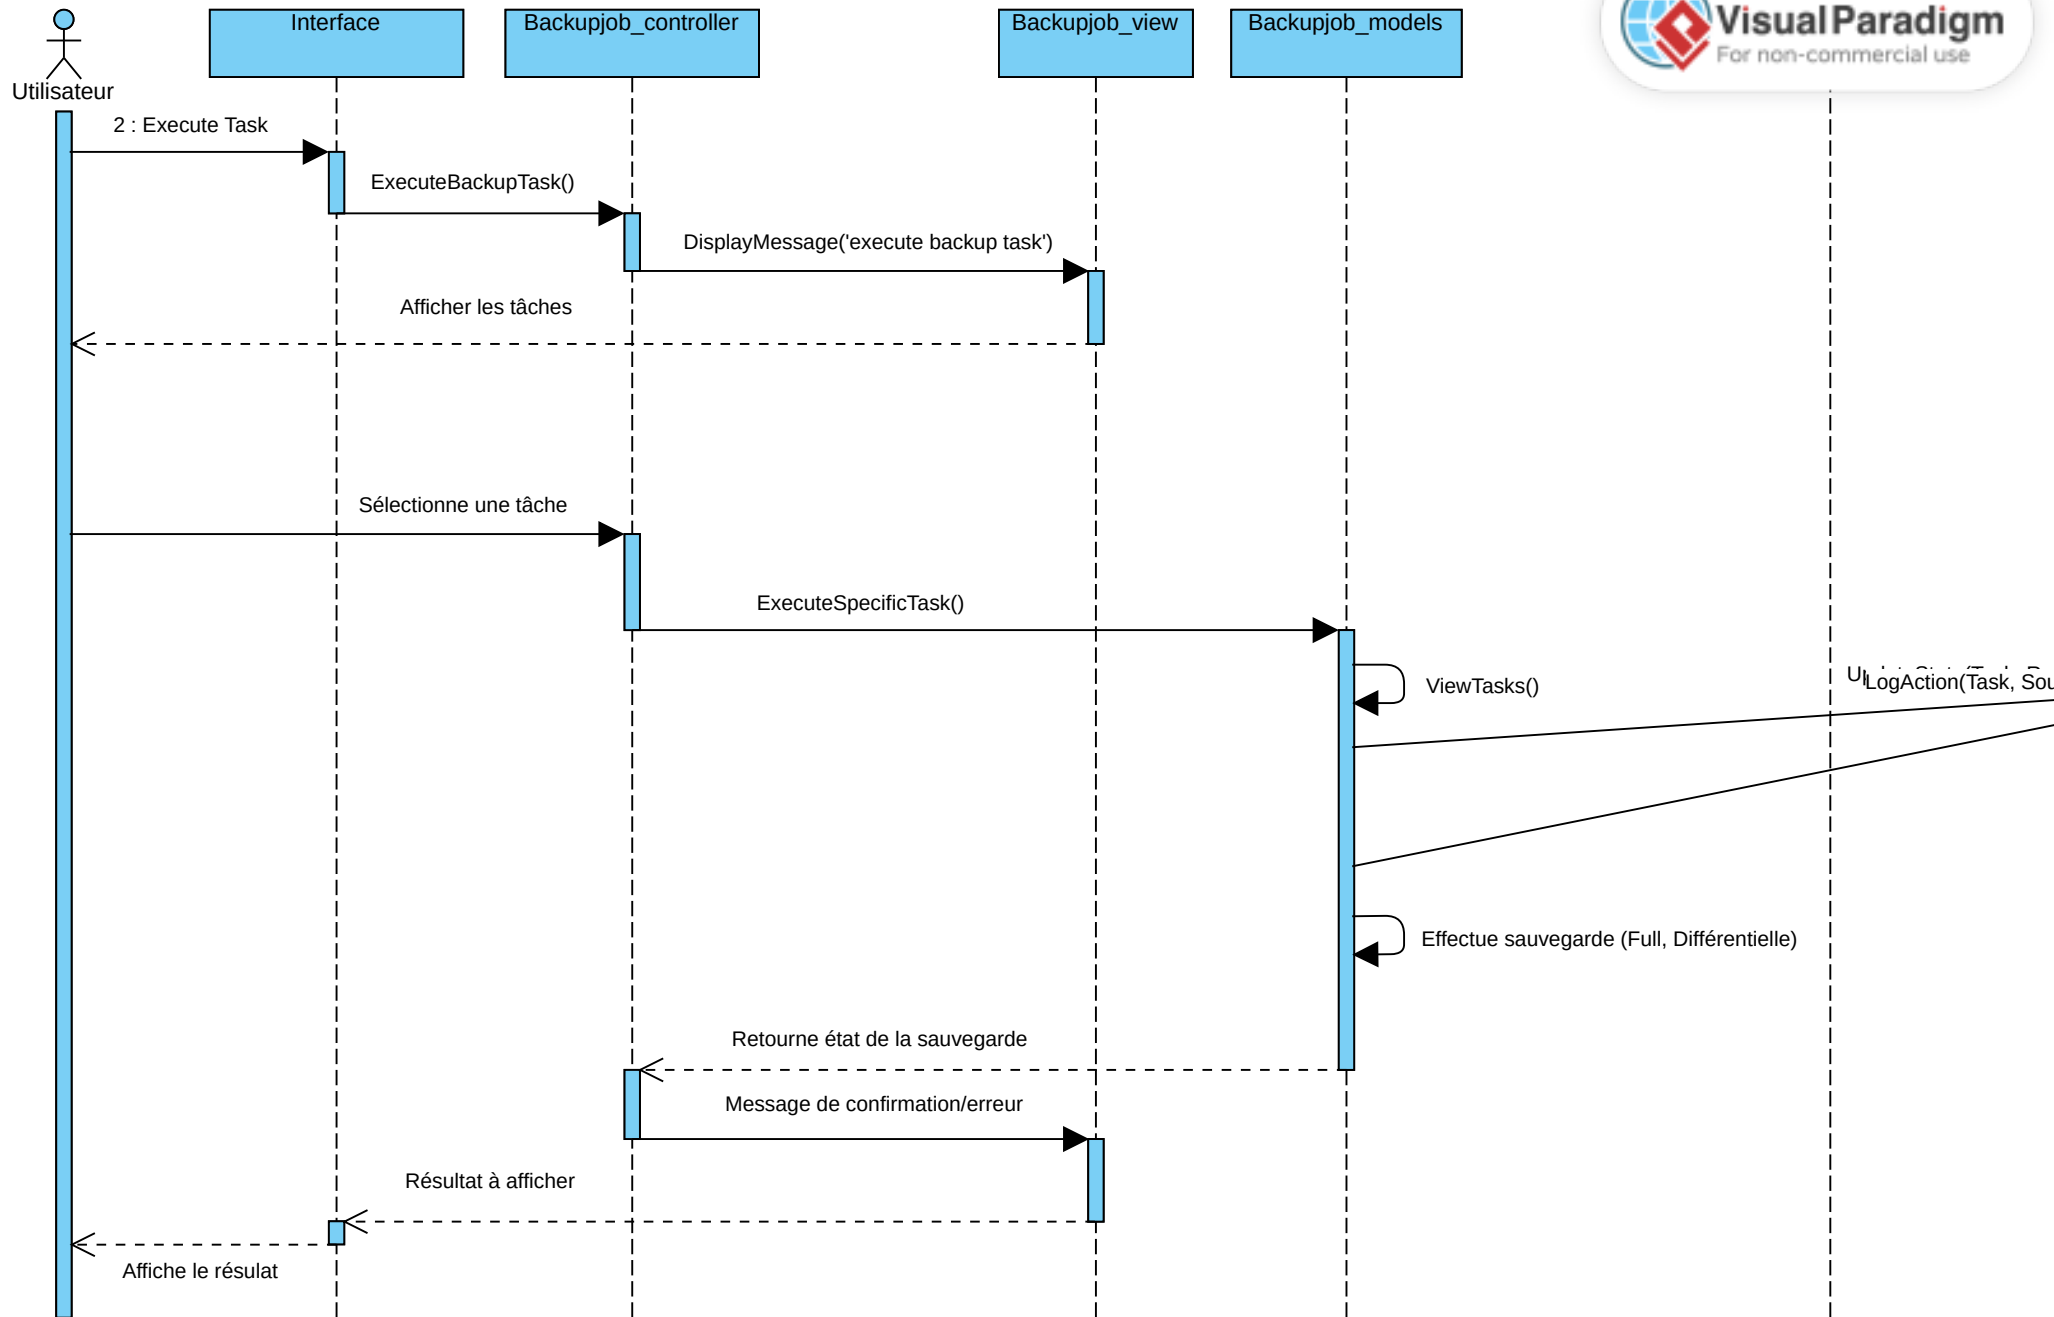 Interface
Backupjob_controller
Backupjob_view
Backupjob_models
Visual Paradigm
For non-commercial use
Utilisateur
2 : Execute Task
ExecuteBackupTask()
DisplayMessage('execute backup task')
Afficher les tâches
Sélectionne une tâche
ExecuteSpecificTask()
ViewTasks()
LogAction(Task, Sou
Effectue sauvegarde (Full, Différentielle)
Retourne état de la sauvegarde
Message de confirmation/erreur
Résultat à afficher
Affiche le résulat